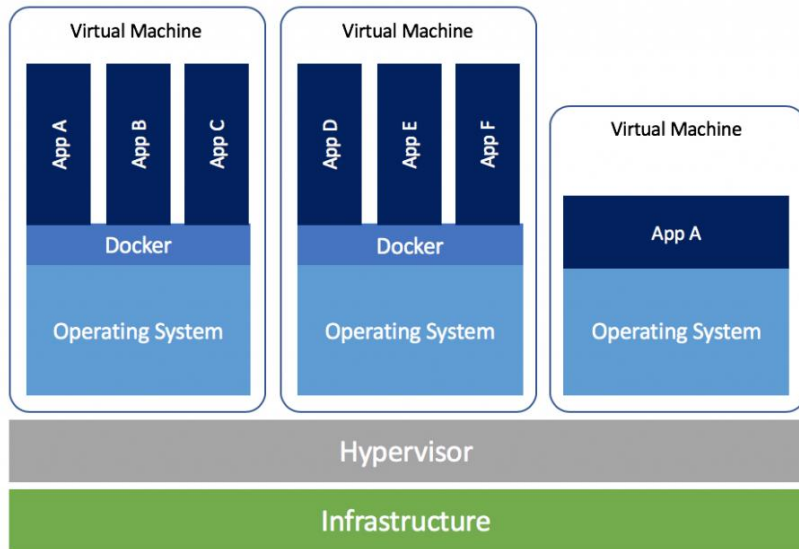 Virtual Machine
App A
App B
App C
Docker
Operating System
Virtual Machine
App D
App E
App F
Docker
Operating System
Virtual Machine
App A
Operating System
Hypervisor
Infrastructure